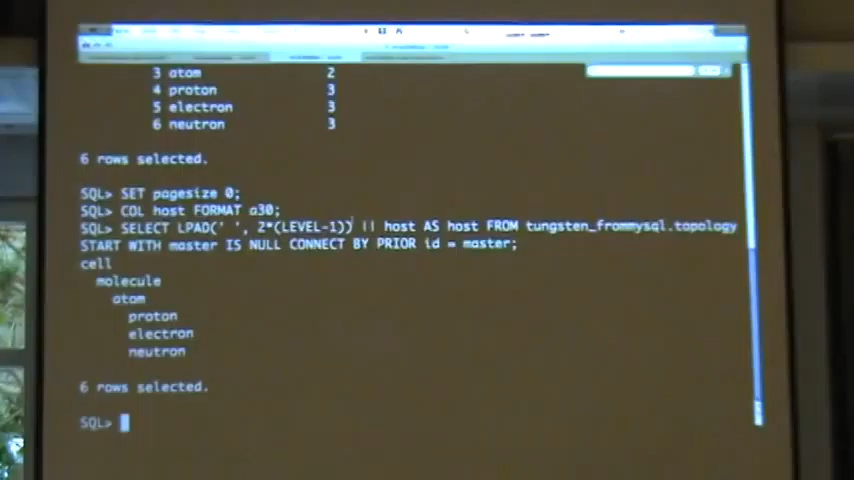 3 atom 2
4 proton 3
5 electron 3
6 neutron 3
6 rows selected.
SQL> SET pagesize 0;
SQL> COL host FORMAT a30;
SQL> SELECT LPAD(' ', 2*(LEVEL-1)) || host AS host FROM tungsten_frommysql.topology
START WITH master IS NULL CONNECT BY PRIOR id = master;
cell
molecule
atom
proton
electron
neutron
6 rows selected.
SQL>